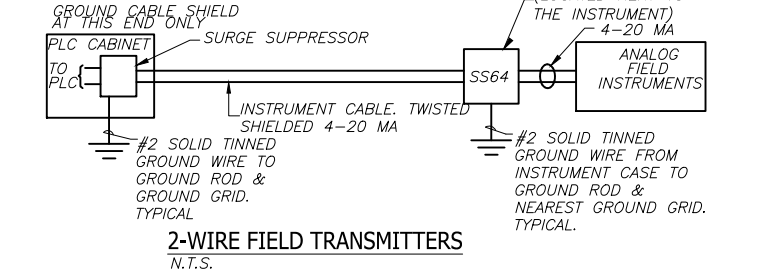 GROUND CABLE SHIELD
AT THIS END ONLY
PLC CABINET
SURGE SUPPRESSOR
TO
PLC
INSTRUMENT CABLE. TWISTED
SHIELDED 4-20 MA
#2 SOLID TINNED
GROUND WIRE TO
GROUND ROD &
GROUND GRID.
TYPICAL
THE INSTRUMENT)
4-20 MA
SS64
ANALOG
FIELD
INSTRUMENTS
#2 SOLID TINNED
GROUND WIRE FROM
INSTRUMENT CASE TO
GROUND ROD &
NEAREST GROUND GRID.
TYPICAL.
2-WIRE FIELD TRANSMITTERS
N.T.S.